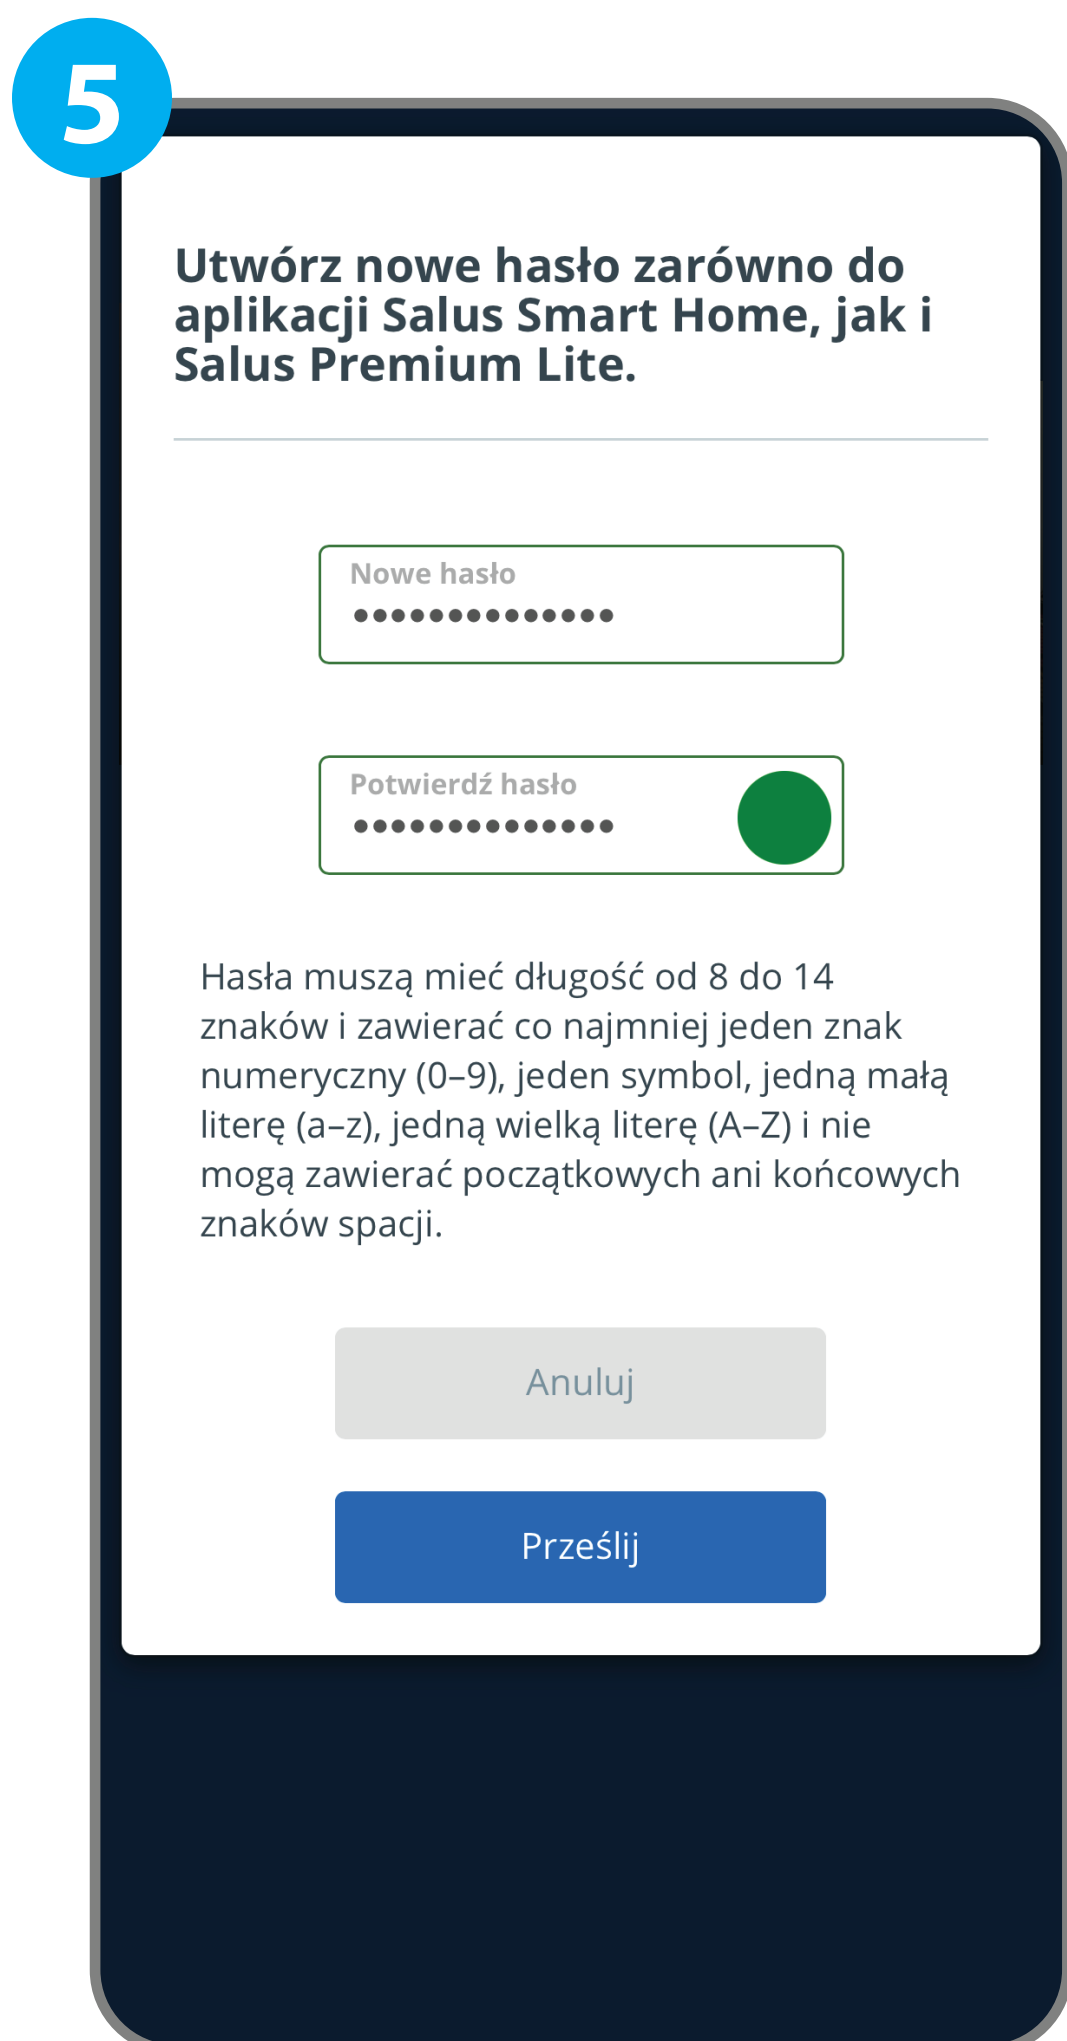 5
Utwórz nowe hasło zarówno do
aplikacji Salus Smart Home, jak i
Salus Premium Lite.
Nowe hasło
••••••••••••••
Potwierdź hasło
••••••••••••••
Hasła muszą mieć długość od 8 do 14
znaków i zawierać co najmniej jeden znak
numeryczny (0–9), jeden symbol, jedną małą
literę (a–z), jedną wielką literę (A–Z) i nie
mogą zawierać początkowych ani końcowych
znaków spacji.
Anuluj
Prześlij